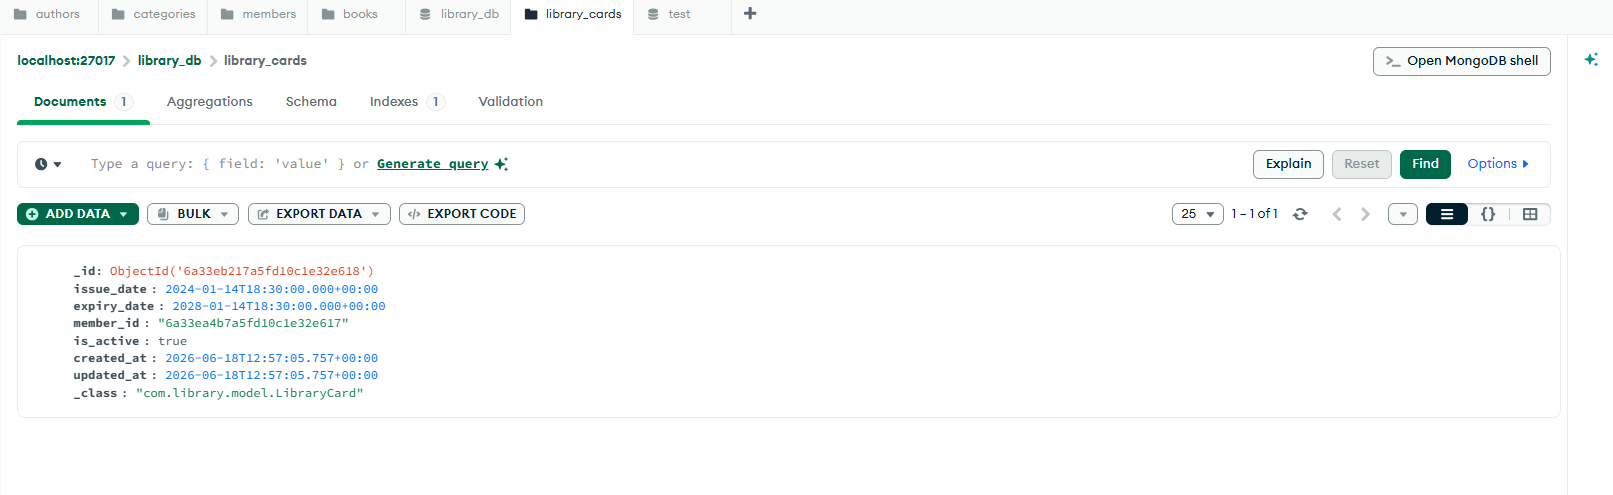 authors categories members books library_db library_cards test
localhost:27017 library_db library_cards
>_ Open MongoDB shell
Documents 1 Aggregations Schema Indexes 1 Validation
Type a query: { field: 'value' } or Generate query
Explain Reset Find Options
ADD DATA BULK EXPORT DATA </> EXPORT CODE
25 1 – 1 of 1 {}
_id: ObjectId('6a33eb217a5fd10c1e32e618')
issue_date : 2024-01-14T18:30:00.000+00:00
expiry_date : 2028-01-14T18:30:00.000+00:00
member_id : "6a33ea4b7a5fd10c1e32e617"
is_active : true
created_at : 2026-06-18T12:57:05.757+00:00
updated_at : 2026-06-18T12:57:05.757+00:00
_class : "com.library.model.LibraryCard"